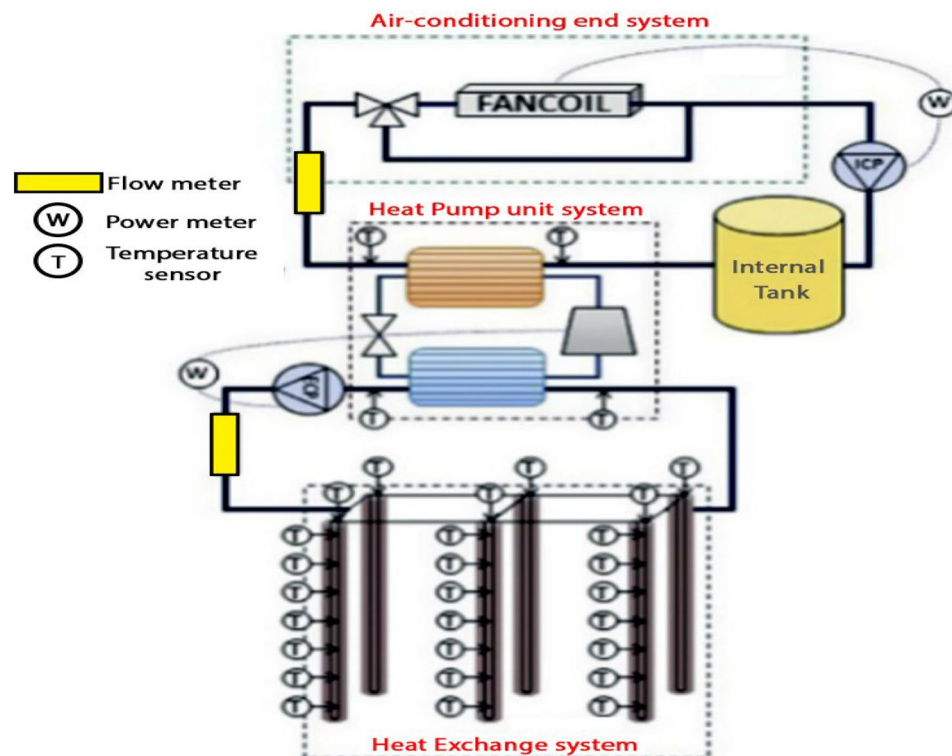 Air-conditioning end system
FANCOIL
W
ICP
Flow meter
W Power meter
T Temperature
sensor
Heat Pump unit system
T T
Internal
Tank
W
T T
T T T
T T T
T T T
T T T
T T T
T T T
T T T
T T T
T T T
Heat Exchange system